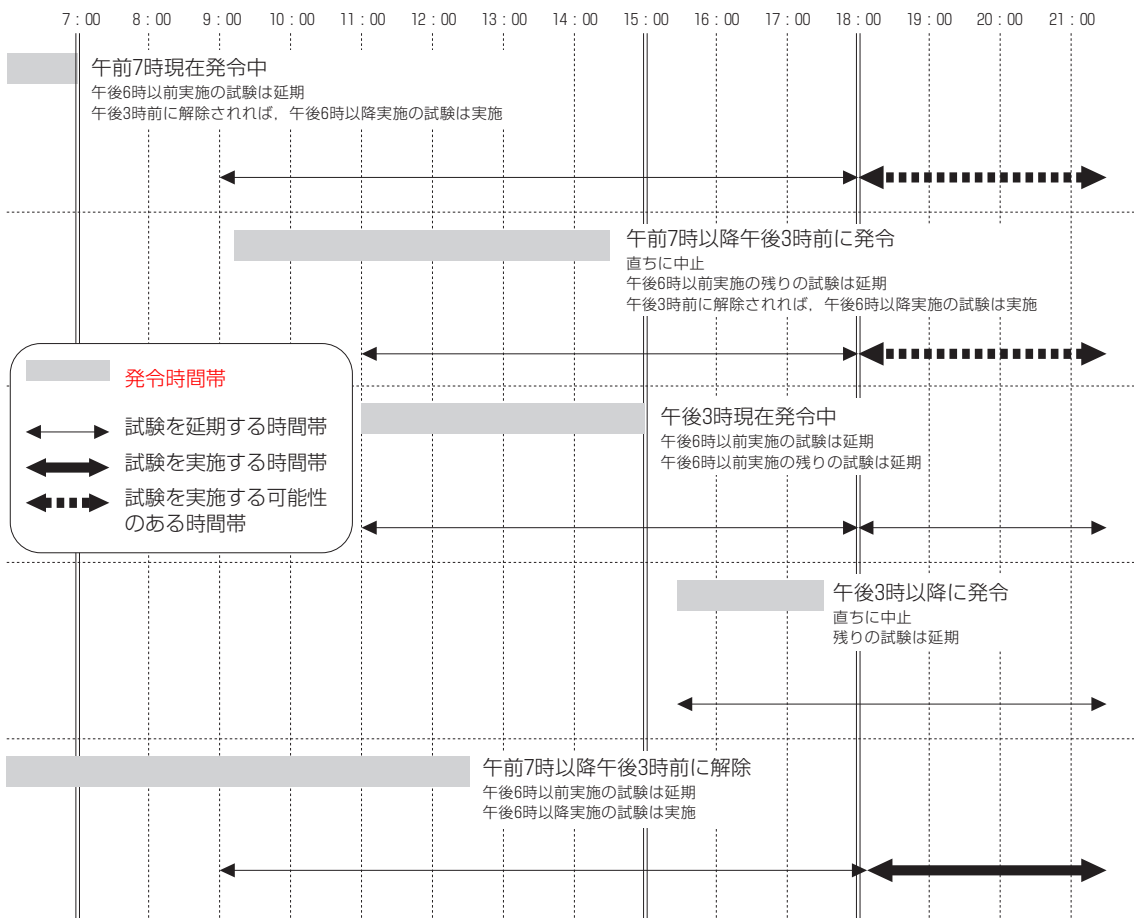 7：00 8：00 9：00 10：00 11：00 12：00 13：00 14：00 15：00 16：00 17：00 18：00 19：00 20：00 21：00
午前7時現在発令中
午後6時以前実施の試験は延期
午後3時前に解除されれば，午後6時以降実施の試験は実施
午前7時以降午後3時前に発令
直ちに中止
午後6時以前実施の残りの試験は延期
午後3時前に解除されれば，午後6時以降実施の試験は実施
発令時間帯
試験を延期する時間帯
試験を実施する時間帯
試験を実施する可能性
のある時間帯
午後3時現在発令中
午後6時以前実施の試験は延期
午後6時以前実施の残りの試験は延期
午後3時以降に発令
直ちに中止
残りの試験は延期
午前7時以降午後3時前に解除
午後6時以前実施の試験は延期
午後6時以降実施の試験は実施